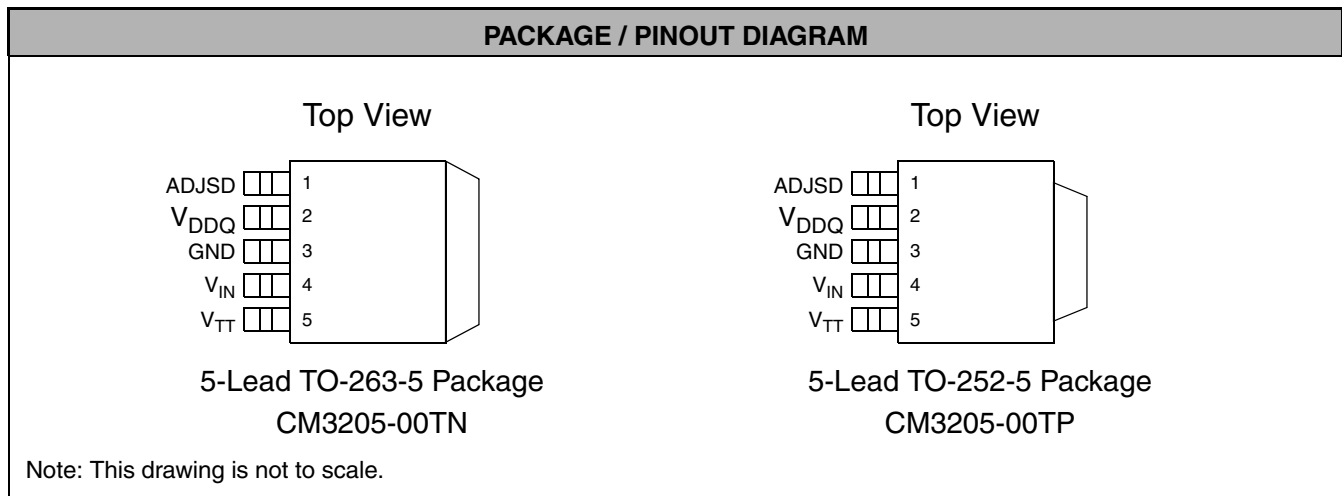 PACKAGE / PINOUT DIAGRAM
Top View
ADJSD 1
VDDQ 2
GND 3
VIN 4
VTT 5
5-Lead TO-263-5 Package
CM3205-00TN
Top View
ADJSD 1
VDDQ 2
GND 3
VIN 4
VTT 5
5-Lead TO-252-5 Package
CM3205-00TP
Note: This drawing is not to scale.